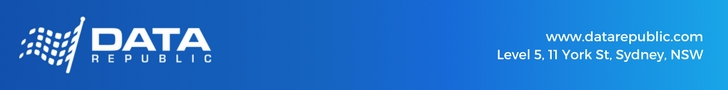 DATA
REPUBLIC
www.datarepublic.com
Level 5, 11 York St, Sydney, NSW